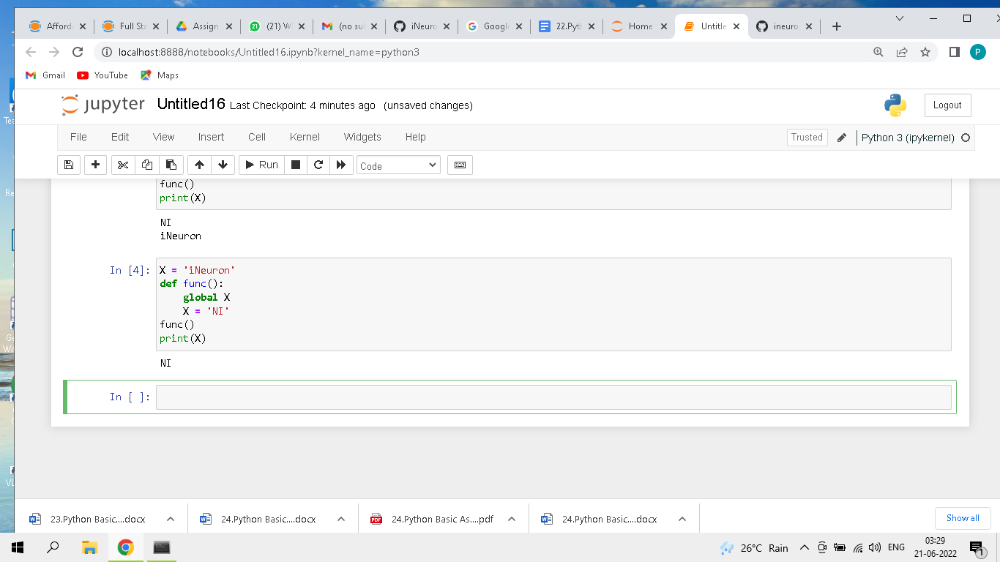 Afford Full Sta Assign (21) W (no sul iNeuro Google 22.Pyt Home Untitle ineuro
localhost:8888/notebooks/Untitled16.ipynb?kernel_name=python3
P
Gmail YouTube Maps
jupyter Untitled16 Last Checkpoint: 4 minutes ago (unsaved changes)
Logout
File Edit View Insert Cell Kernel Widgets Help
Trusted Python 3 (ipykernel)
Run Code
func()
print(X)
NI
iNeuron
In [4]: X = 'iNeuron'
def func():
global X
X = 'NI'
func()
print(X)
NI
In [ ]:
23.Python Basic....docx 24.Python Basic....docx 24.Python Basic As....pdf 24.Python Basic....docx Show all
26°C Rain ENG 03:29
21-06-2022
1